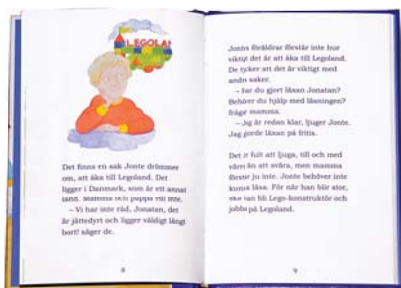 LEGOLAND
Det finns en sak Jonte drömmer
om, att åka till Legoland. Det
ligger i Danmark, som är ett annat
land. Mamma och pappa vill inte.
– Vi har inte råd, Jonatan, det
är jättedyrt och ligger väldigt långt
bort! säger de.
8
Jontes föräldrar förstår inte hur
viktigt det är att åka till Legoland.
De tycker att det är viktigt med
andra saker.
– Har du gjort läxan Jonatan?
Behöver du hjälp med läsningen?
frågar mamma.
– Jag är redan klar, ljuger Jonte.
Jag gjorde läxan på fritis.
Det är fult att ljuga, till och med
värre än att svära, men mamma
förstår ju inte. Jonte behöver inte
kunna läsa. För när han blir stor,
ska han bli Lego-konstruktör och
jobba på Legoland.
9